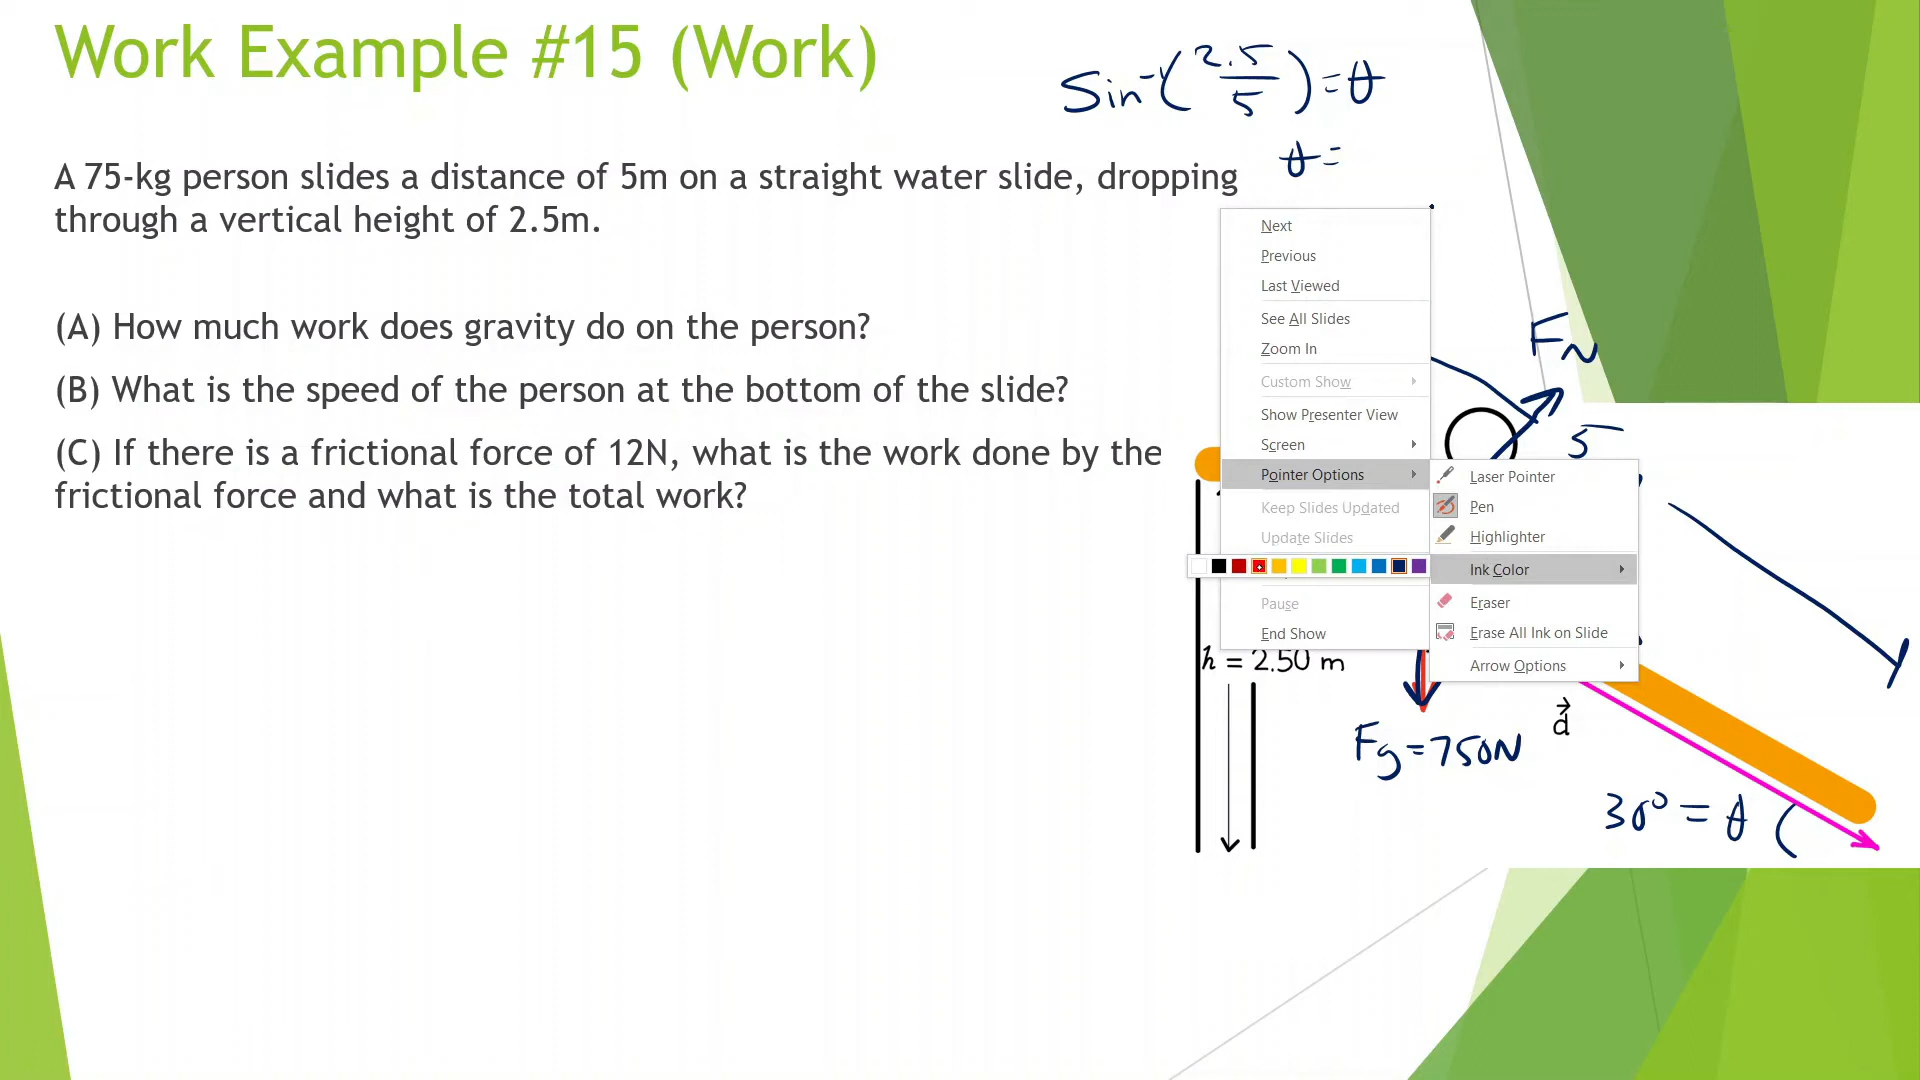 Work Example #15 (Work)
Sin⁻¹(2.5/5) = θ
θ =
A 75-kg person slides a distance of 5m on a straight water slide, dropping
through a vertical height of 2.5m.
(A) How much work does gravity do on the person?
(B) What is the speed of the person at the bottom of the slide?
(C) If there is a frictional force of 12N, what is the work done by the
frictional force and what is the total work?
Next
Previous
Last Viewed
See All Slides
Zoom In
Custom Show
Show Presenter View
Screen
Pointer Options
Keep Slides Updated
Update Slides
Pause
End Show
Laser Pointer
Pen
Highlighter
Ink Color
Eraser
Erase All Ink on Slide
Arrow Options
FN
5
h = 2.50 m
d
Fg = 750N
30° = θ